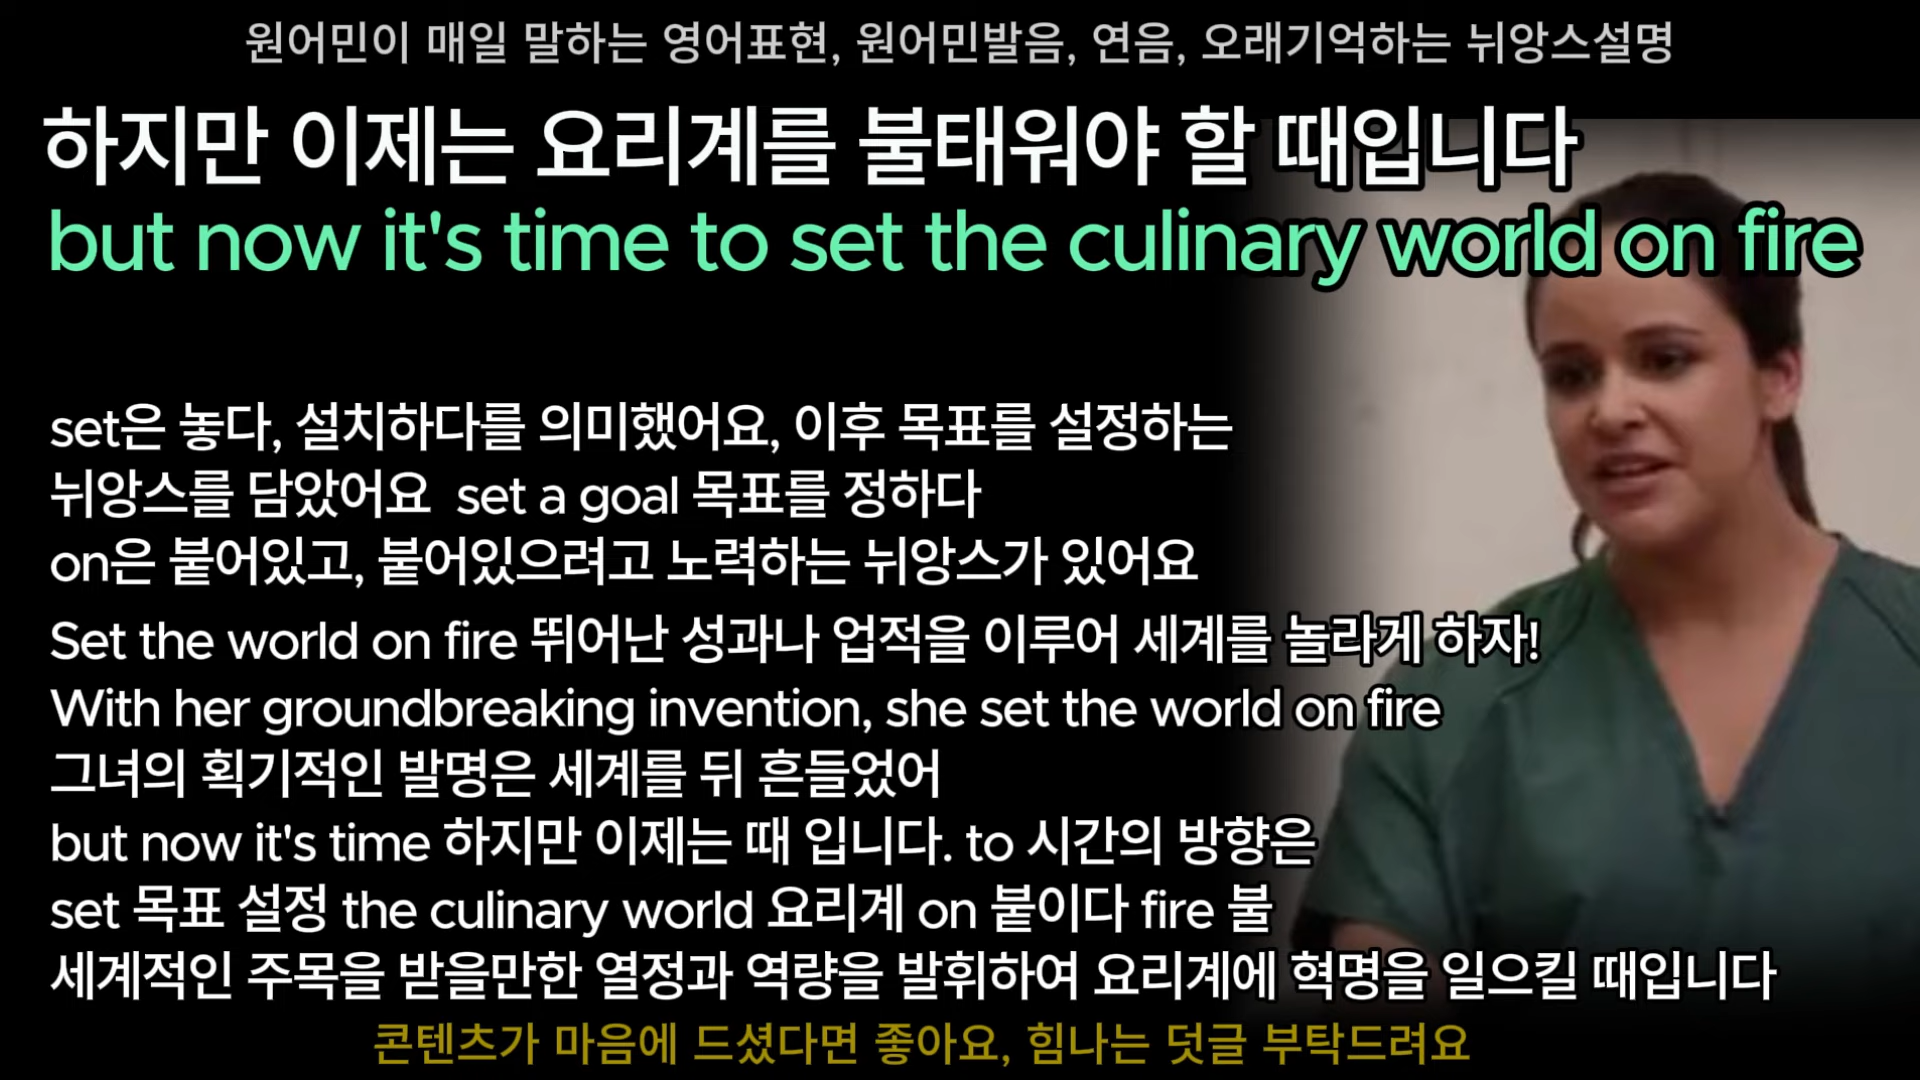 원어민이 매일 말하는 영어표현, 원어민발음, 연음, 오래기억하는 뉘앙스설명
하지만 이제는 요리계를 불태워야 할 때입니다
but now it's time to set the culinary world on fire
set은 놓다, 설치하다를 의미했어요, 이후 목표를 설정하는
뉘앙스를 담았어요 set a goal 목표를 정하다
on은 붙어있고, 붙어있으려고 노력하는 뉘앙스가 있어요
Set the world on fire 뛰어난 성과나 업적을 이루어 세계를 놀라게 하자!
With her groundbreaking invention, she set the world on fire
그녀의 획기적인 발명은 세계를 뒤 흔들었어
but now it's time 하지만 이제는 때 입니다. to 시간의 방향은
set 목표 설정 the culinary world 요리계 on 붙이다 fire 불
세계적인 주목을 받을만한 열정과 역량을 발휘하여 요리계에 혁명을 일으킬 때입니다
콘텐츠가 마음에 드셨다면 좋아요, 힘나는 덧글 부탁드려요